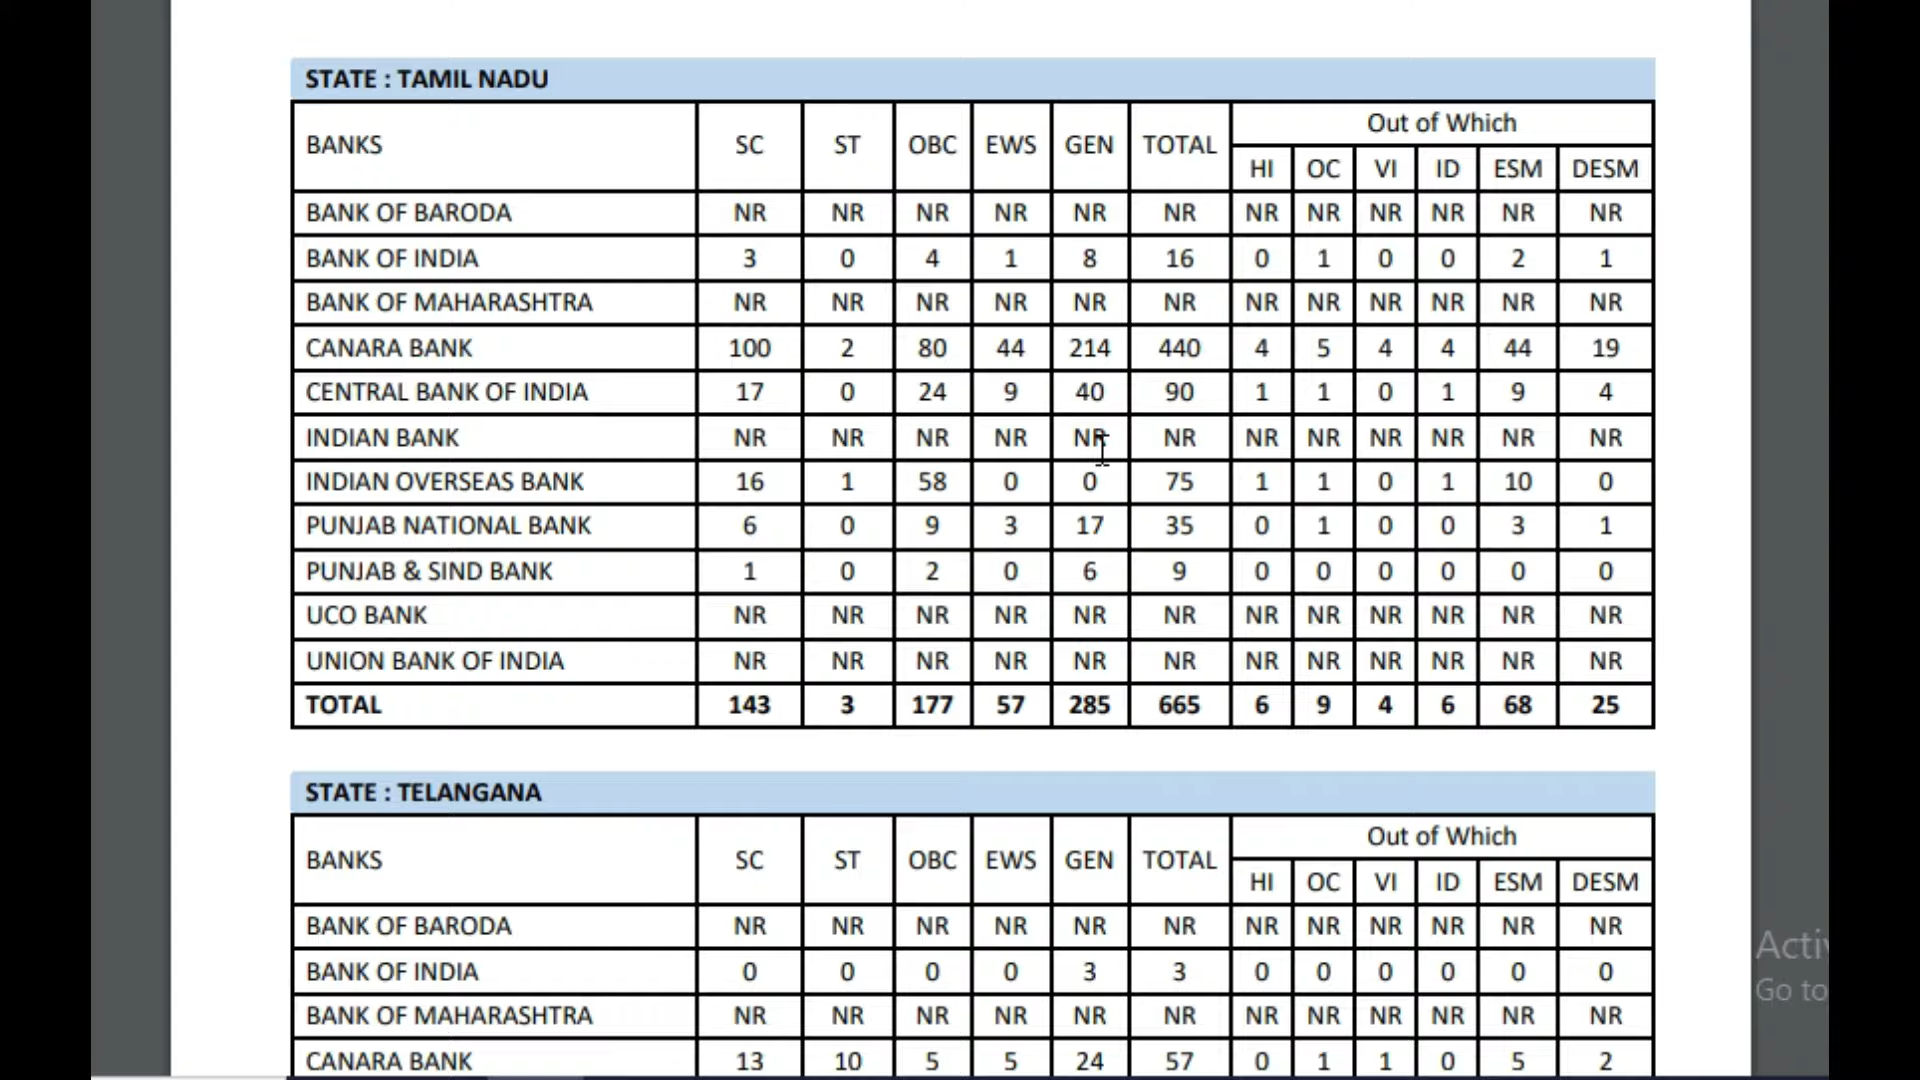 STATE : TAMIL NADU
BANKS SC ST OBC EWS GEN TOTAL Out of Which
HI OC VI ID ESM DESM
BANK OF BARODA NR NR NR NR NR NR NR NR NR NR NR NR
BANK OF INDIA 3 0 4 1 8 16 0 1 0 0 2 1
BANK OF MAHARASHTRA NR NR NR NR NR NR NR NR NR NR NR NR
CANARA BANK 100 2 80 44 214 440 4 5 4 4 44 19
CENTRAL BANK OF INDIA 17 0 24 9 40 90 1 1 0 1 9 4
INDIAN BANK NR NR NR NR NR NR NR NR NR NR NR NR
INDIAN OVERSEAS BANK 16 1 58 0 0 75 1 1 0 1 10 0
PUNJAB NATIONAL BANK 6 0 9 3 17 35 0 1 0 0 3 1
PUNJAB & SIND BANK 1 0 2 0 6 9 0 0 0 0 0 0
UCO BANK NR NR NR NR NR NR NR NR NR NR NR NR
UNION BANK OF INDIA NR NR NR NR NR NR NR NR NR NR NR NR
TOTAL 143 3 177 57 285 665 6 9 4 6 68 25
STATE : TELANGANA
BANKS SC ST OBC EWS GEN TOTAL Out of Which
HI OC VI ID ESM DESM
BANK OF BARODA NR NR NR NR NR NR NR NR NR NR NR NR
BANK OF INDIA 0 0 0 0 3 3 0 0 0 0 0 0
BANK OF MAHARASHTRA NR NR NR NR NR NR NR NR NR NR NR NR
CANARA BANK 13 10 5 5 24 57 0 1 1 0 5 2
Go to